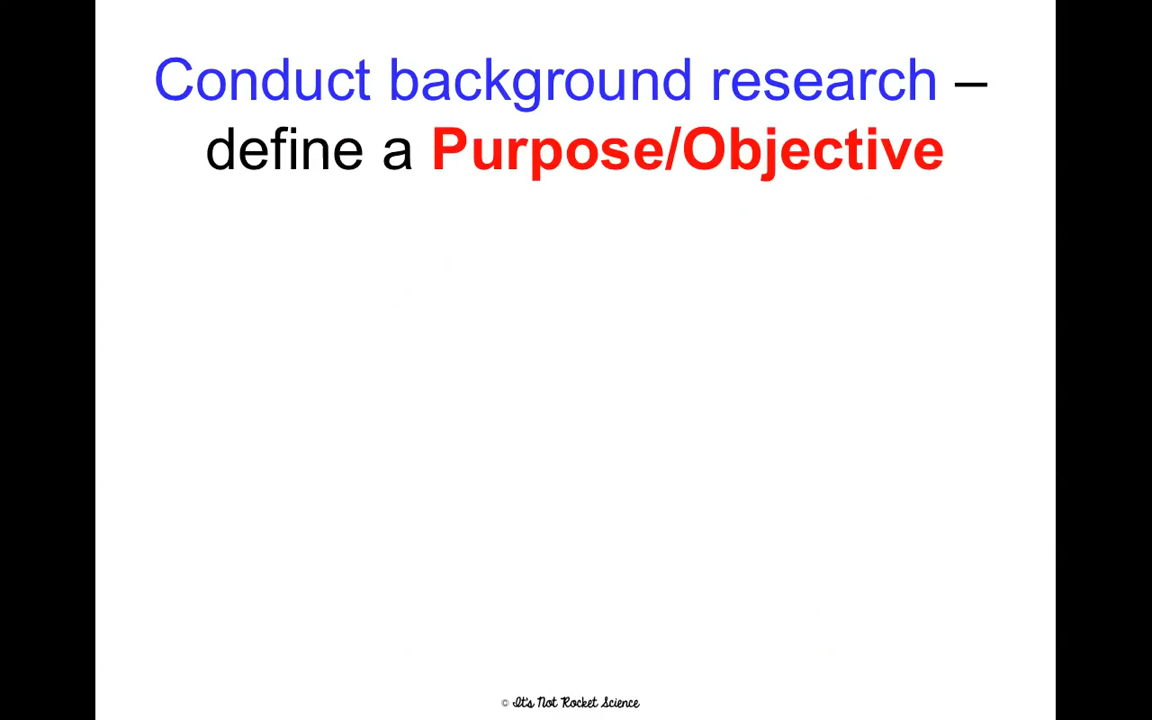 Conduct background research –
define a Purpose/Objective
© It's Not Rocket Science